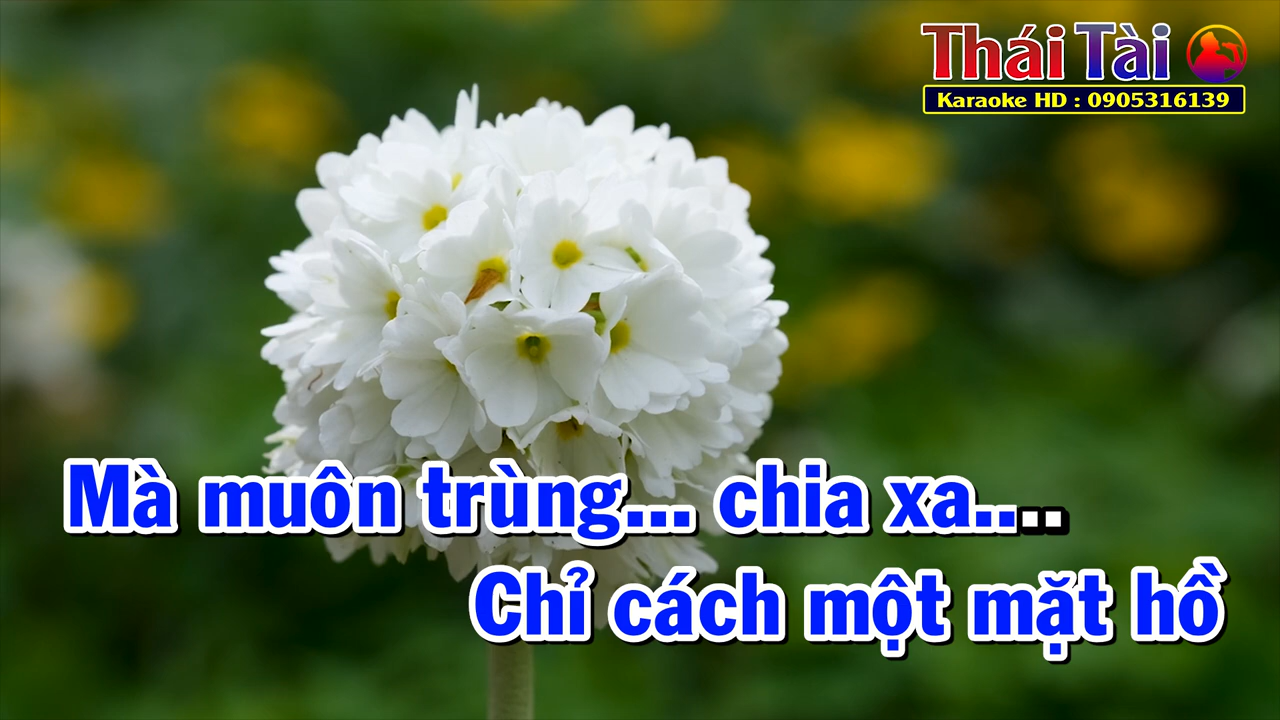 Thái Tài
Karaoke HD : 0905316139
Mà muôn trùng... chia xa....
Chỉ cách một mặt hồ